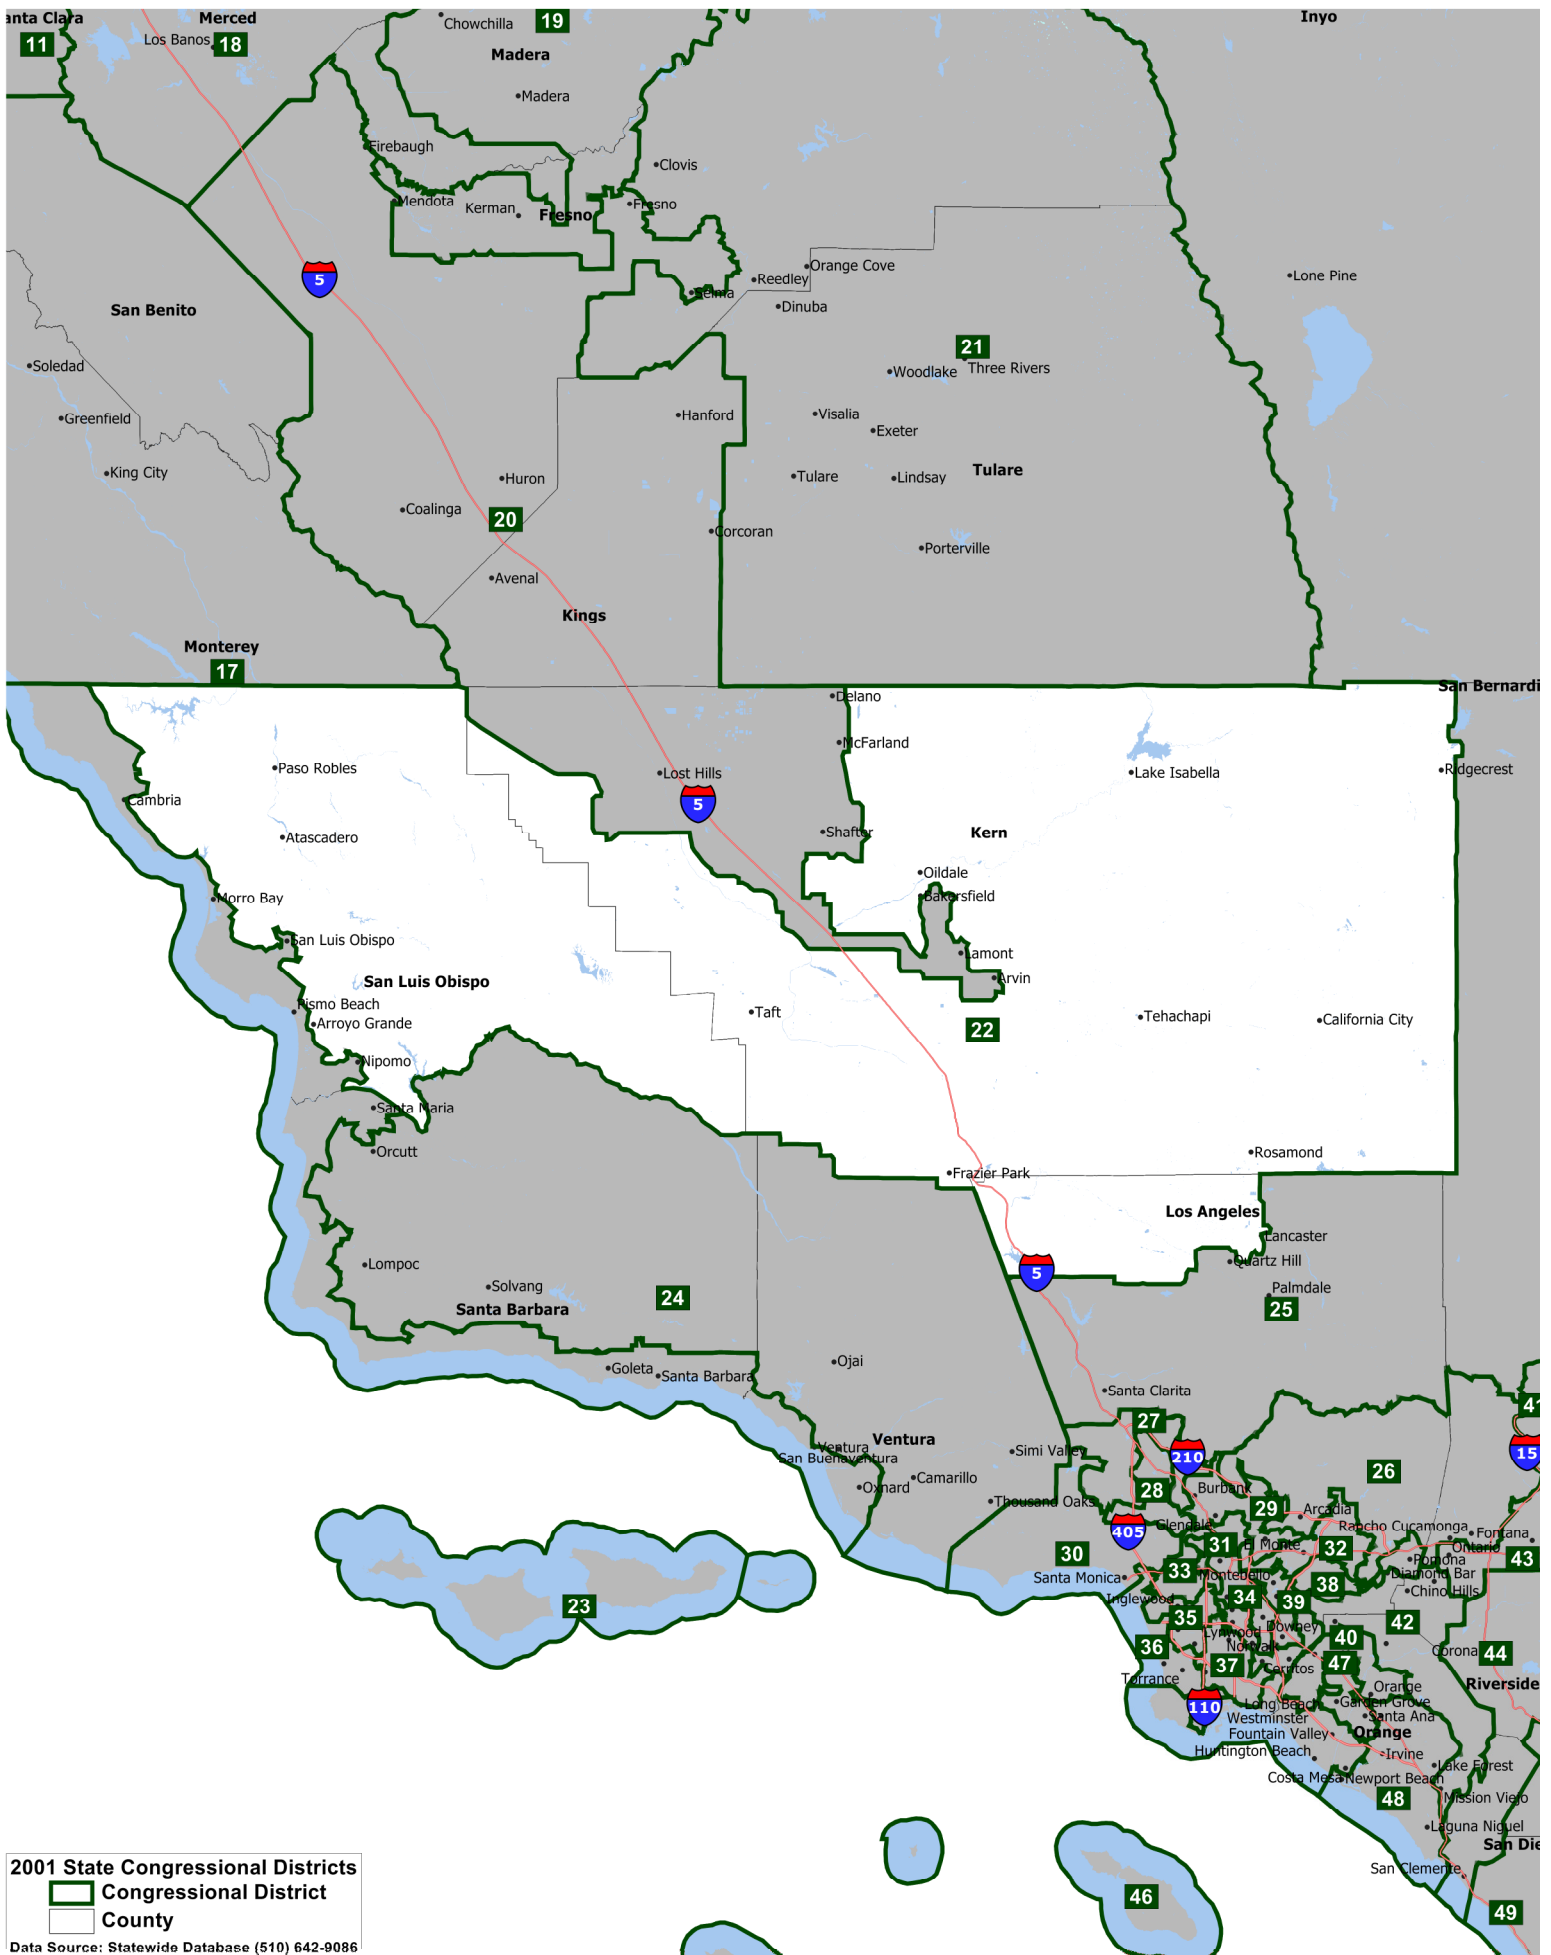 anta Clara
Merced
19
Inyo
11
Los Banos
18
Chowchilla
Madera
Madera
Firebaugh
Clovis
Mendota
Kerman
Fresno
Fresno
5
Orange Cove
Reedley
Selma
Dinuba
Lone Pine
San Benito
21
Soledad
Woodlake
Three Rivers
Greenfield
Hanford
Visalia
Exeter
King City
Huron
Tulare
Lindsay
Tulare
Coalinga
20
Corcoran
Porterville
Avenal
Kings
Monterey
17
Delano
San Bernardi
McFarland
Paso Robles
Lost Hills
Lake Isabella
Ridgecrest
Cambria
5
Atascadero
Shafter
Kern
Oildale
Morro Bay
Bakersfield
San Luis Obispo
Lamont
San Luis Obispo
Arvin
Pismo Beach
Arroyo Grande
Taft
22
Tehachapi
California City
Nipomo
Santa Maria
Orcutt
Rosamond
Frazier Park
Los Angeles
Lancaster
Lompoc
5
Quartz Hill
Solvang
24
Palmdale
Santa Barbara
25
Ojai
Goleta
Santa Barbara
Santa Clarita
41
27
Ventura
Ventura
Simi Valley
210
15
San Buenaventura
26
Oxnard
Camarillo
28
Burbank
Thousand Oaks
29
Arcadia
405
Glendale
Rancho Cucamonga
Fontana
30
31
El Monte
32
Ontario
43
Santa Monica
33
Montebello
Pomona
Diamond Bar
38
Chino Hills
Inglewood
34
39
23
35
Downey
42
36
Lynwood
Norwalk
40
Corona
44
37
Cerritos
47
Torrance
Riverside
Orange
110
Long Beach
Garden Grove
Westminster
Santa Ana
Fountain Valley
Orange
Huntington Beach
Irvine
Lake Forest
Costa Mesa
Newport Beach
48
Mission Viejo
Laguna Niguel
San Die
San Clemente
46
49
2001 State Congressional Districts
Congressional District
County
Data Source: Statewide Database (510) 642-9086